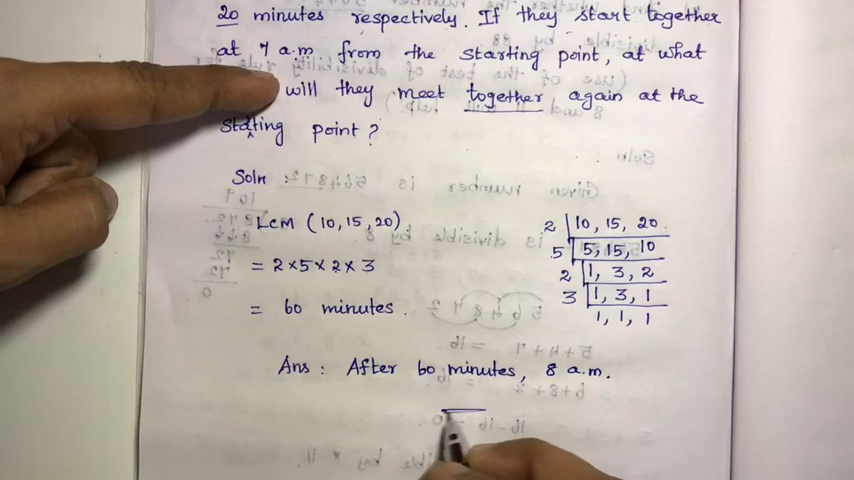 20 minutes respectively. If they start together
at 7 a.m from the starting point, at what
will they meet together again at the
stating point?
Soln :
LCM (10, 15, 20)
= 2×5×2×3
= 60 minutes.
2 | 10, 15, 20
5 | 5, 15, 10
2 | 1, 3, 2
3 | 1, 3, 1
1, 1, 1
Ans : After 60 minutes, 8 a.m.